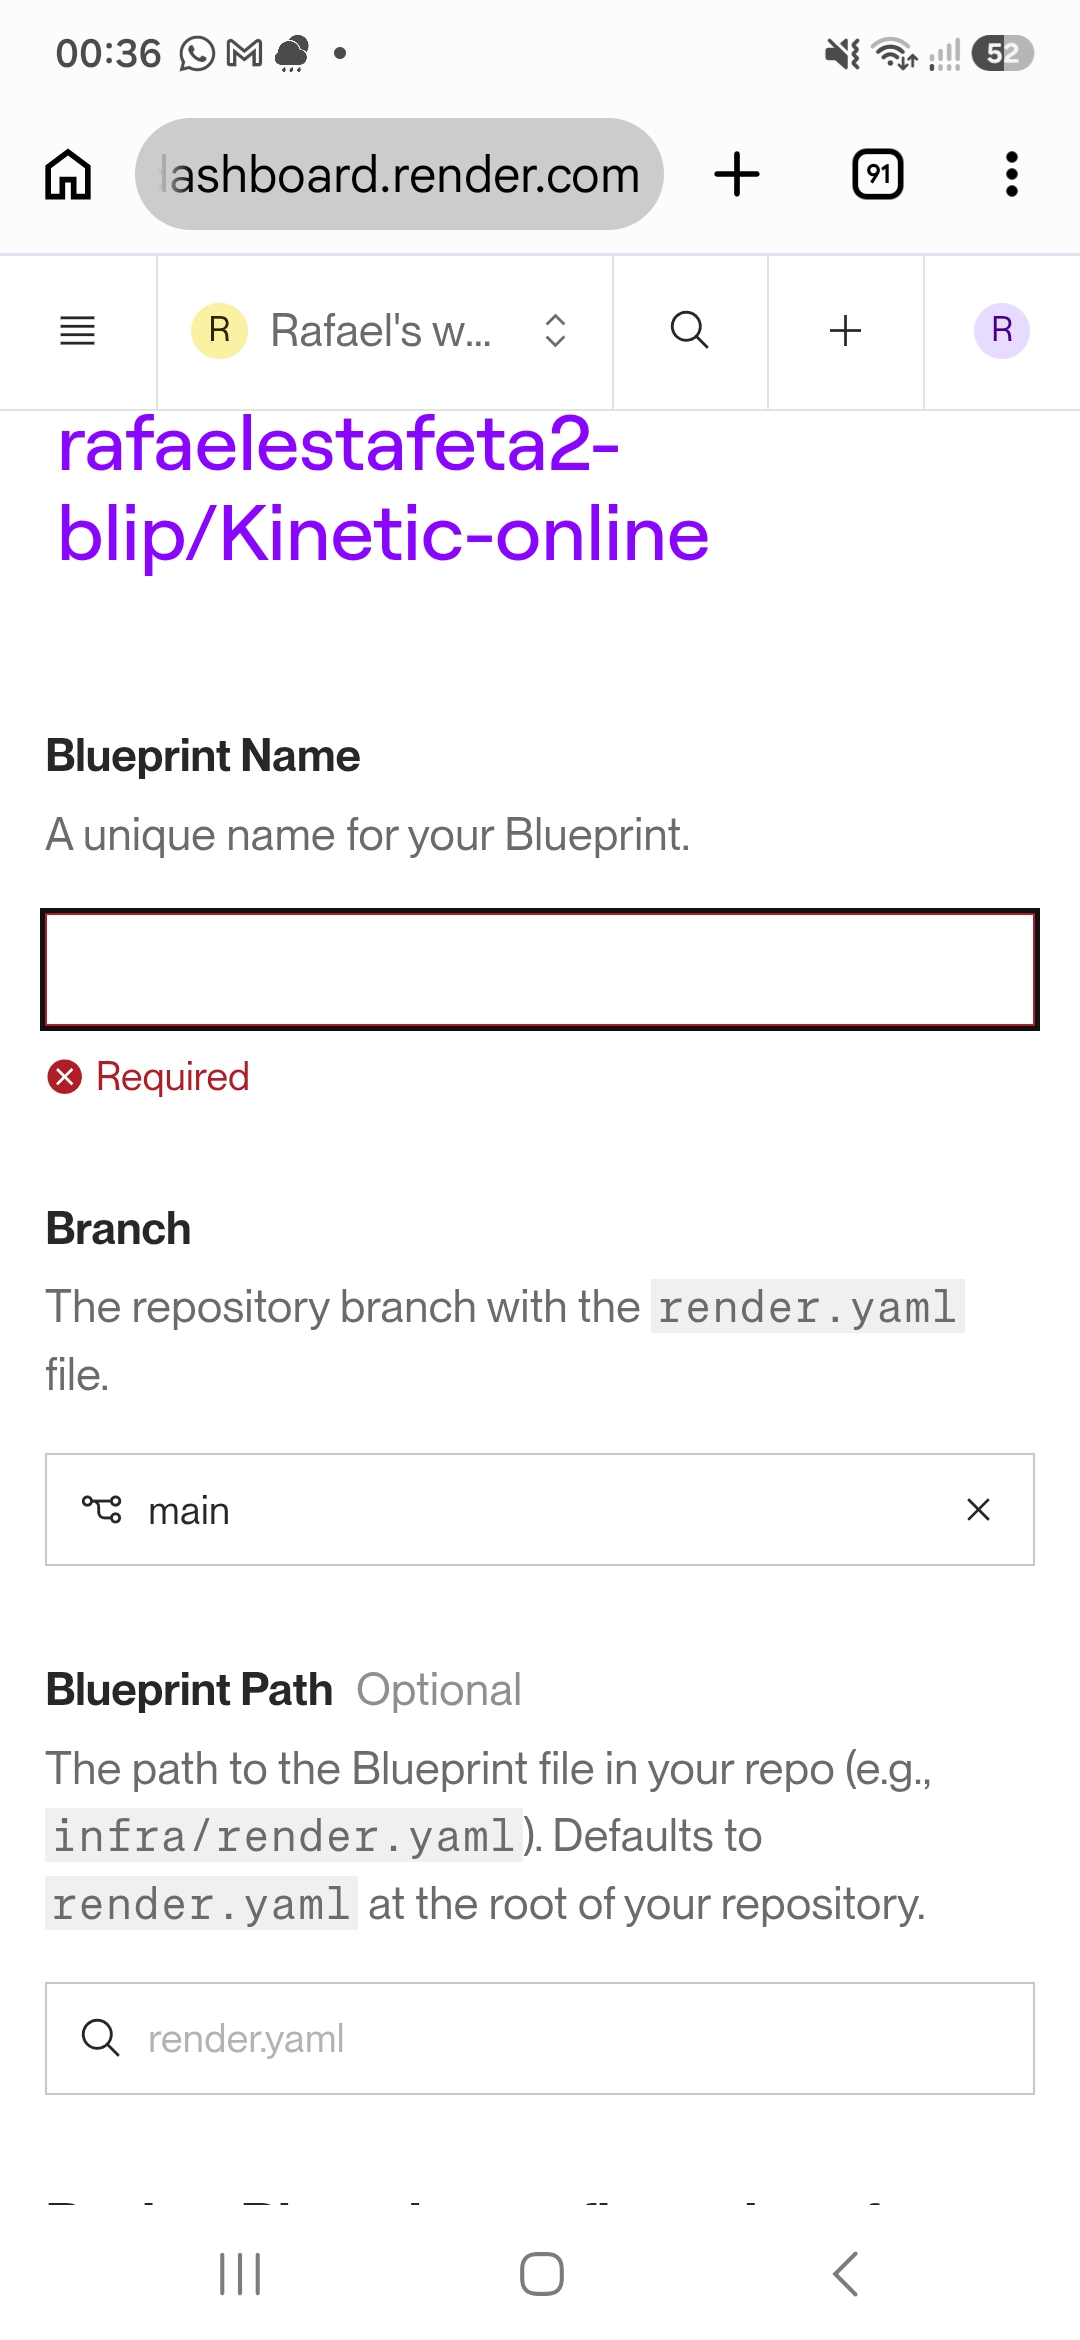 00:36
52
dashboard.render.com
91
R Rafael's w...
R
rafaelestafeta2-
blip/Kinetic-online
Blueprint Name
A unique name for your Blueprint.
Required
Branch
The repository branch with the render.yaml
file.
main
Blueprint Path Optional
The path to the Blueprint file in your repo (e.g.,
infra/render.yaml). Defaults to
render.yaml at the root of your repository.
render.yaml